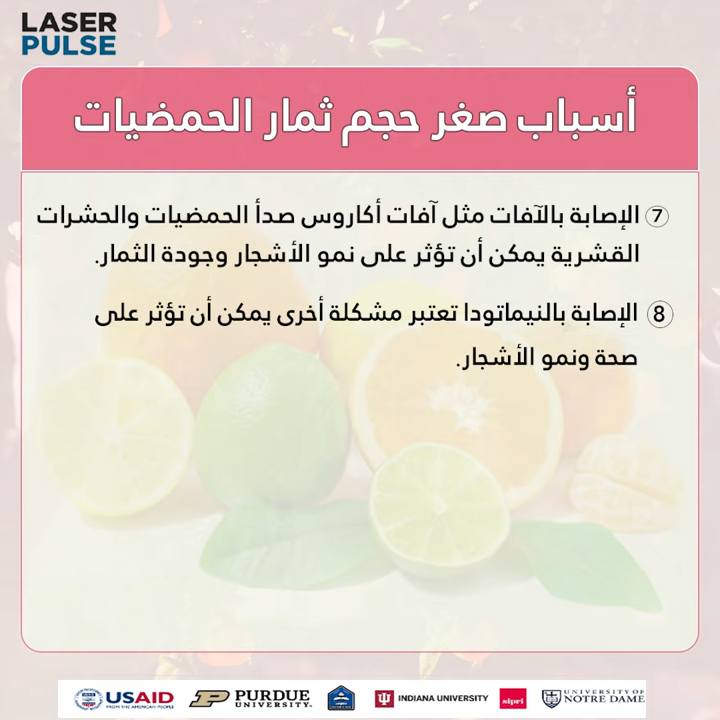 LASER
PULSE
أسباب صغر حجم ثمار الحمضيات
⑦ الإصابة بالآفات مثل آفات أكاروس صدأ الحمضيات والحشرات
القشرية يمكن أن تؤثر على نمو الأشجار وجودة الثمار.
⑧ الإصابة بالنيماتودا تعتبر مشكلة أخرى يمكن أن تؤثر على
صحة ونمو الأشجار.
USAID
FROM THE AMERICAN PEOPLE
PURDUE
UNIVERSITY
INDIANA UNIVERSITY
sipri
UNIVERSITY OF
NOTRE DAME